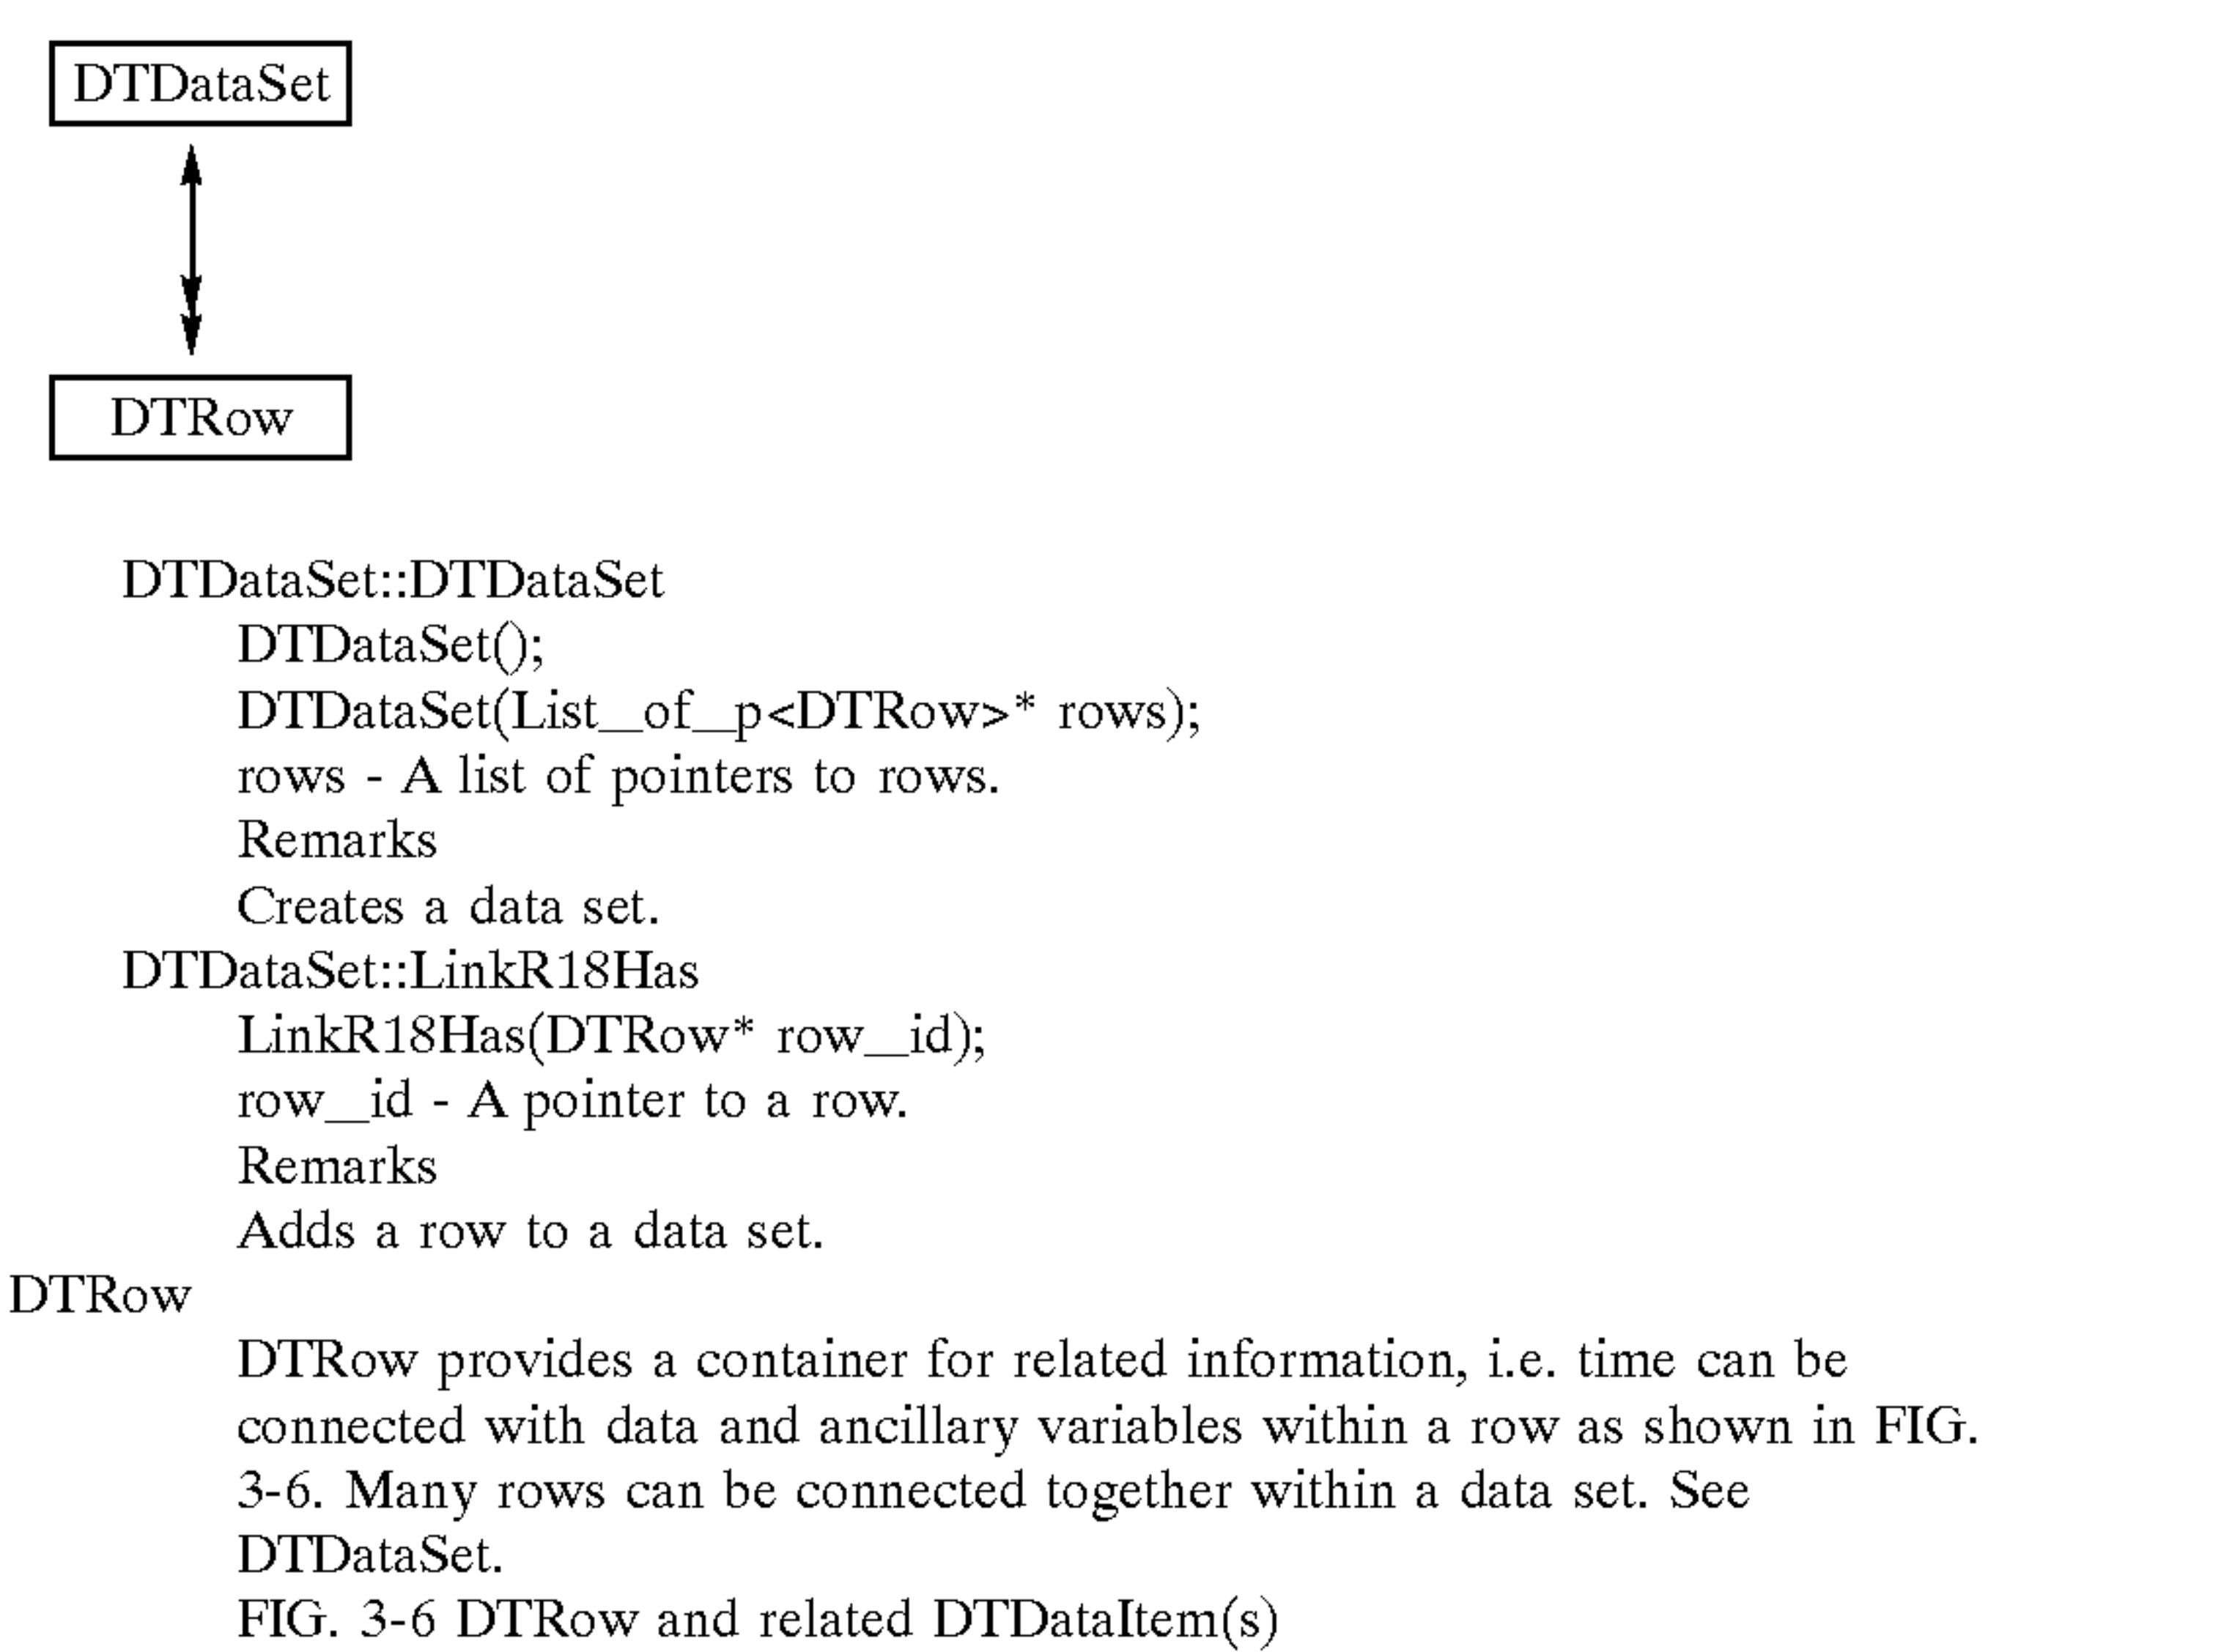 DTDataSet
DTRow
DTDataSet::DTDataSet
DTDataSet();
DTDataSet(List_of_p<DTRow>* rows);
rows - A list of pointers to rows.
Remarks
Creates a data set.
DTDataSet::LinkR18Has
LinkR18Has(DTRow* row_id);
row_id - A pointer to a row.
Remarks
Adds a row to a data set.
DTRow
DTRow provides a container for related information, i.e. time can be
connected with data and ancillary variables within a row as shown in FIG.
3-6. Many rows can be connected together within a data set. See
DTDataSet.
FIG. 3-6 DTRow and related DTDataItem(s)